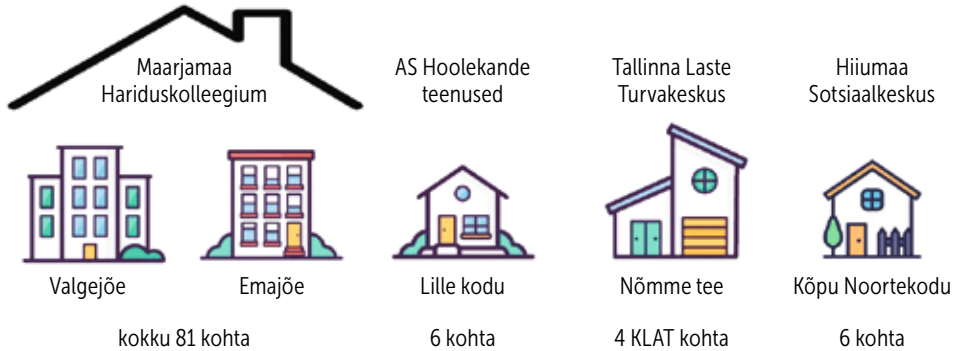 Maarjamaa
Hariduskolleegium
AS Hoolekande
teenused
Tallinna Laste
Turvakeskus
Hiiumaa
Sotsiaalkeskus
Valgejõe
Emajõe
Lille kodu
Nõmme tee
Kõpu Noortekodu
kokku 81 kohta
6 kohta
4 KLAT kohta
6 kohta